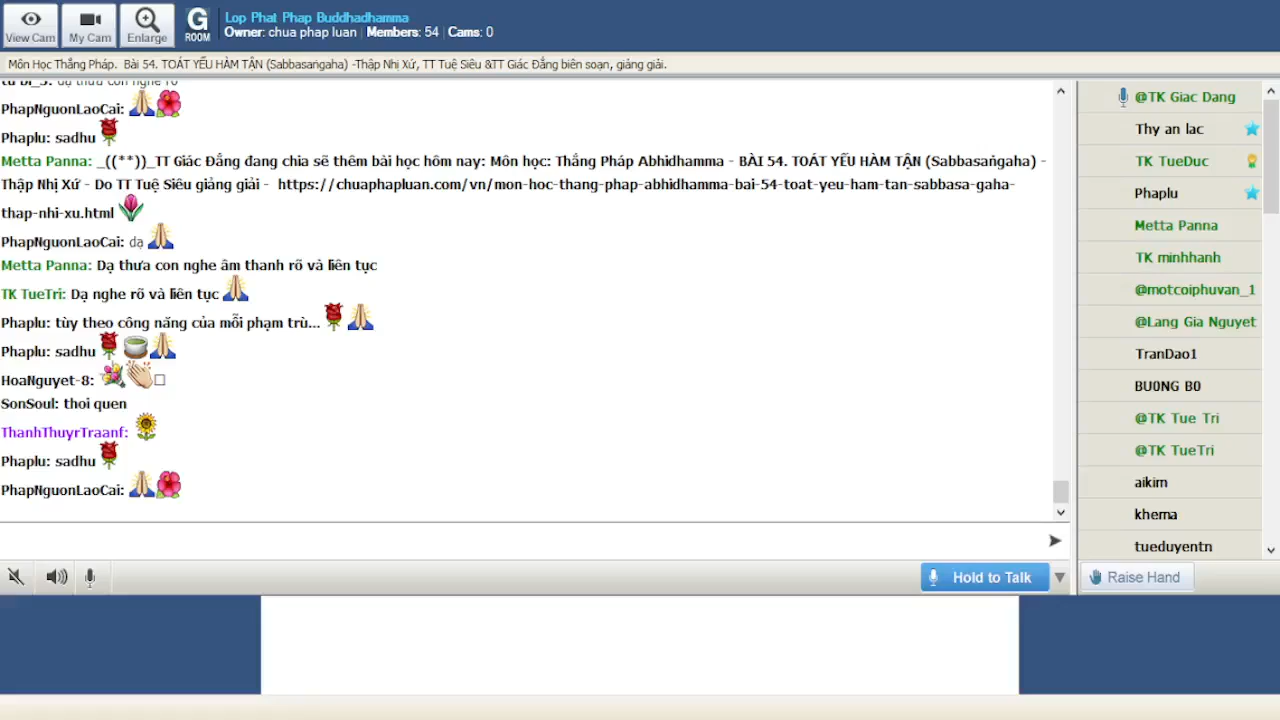 View Cam
My Cam
Enlarge
G
ROOM
Lop Phat Phap Buddhadhamma
Owner: chua phap luan | Members: 54 | Cams: 0
Môn Học Thắng Pháp. Bài 54. TOÁT YẾU HÀM TẬN (Sabbasaṅgaha) -Thập Nhị Xứ, TT Tuệ Siêu &TT Giác Đẳng biên soạn, giảng giải.
PhapNguonLaoCai: 🙏🌺
Phaplu: sadhu 🌹
Metta Panna: _((**))_TT Giác Đẳng đang chia sẽ thêm bài học hôm nay: Môn học: Thắng Pháp Abhidhamma - BÀI 54. TOÁT YẾU HÀM TẬN (Sabbasaṅgaha) -
Thập Nhị Xứ - Do TT Tuệ Siêu giảng giải - https://chuaphapluan.com/vn/mon-hoc-thang-phap-abhidhamma-bai-54-toat-yeu-ham-tan-sabbasa-gaha-
thap-nhi-xu.html 🌷
PhapNguonLaoCai: dạ 🙏
Metta Panna: Dạ thưa con nghe âm thanh rõ và liên tục
TK TueTri: Dạ nghe rõ và liên tục 🙏
Phaplu: tùy theo công năng của mỗi phạm trù... 🌹🙏
Phaplu: sadhu 🌹🍵🙏
HoaNguyet-8: 💐👏□
SonSoul: thoi quen
ThanhThuyrTraanf: 🌻
Phaplu: sadhu 🌹
PhapNguonLaoCai: 🙏🌺
Hold to Talk
@TK Giac Dang
Thy an lac
TK TueDuc
Phaplu
Metta Panna
TK minhhanh
@motcoiphuvan_1
@Lang Gia Nguyet
TranDao1
BU0NG B0
@TK Tue Tri
@TK TueTri
aikim
khema
tueduyentn
Raise Hand